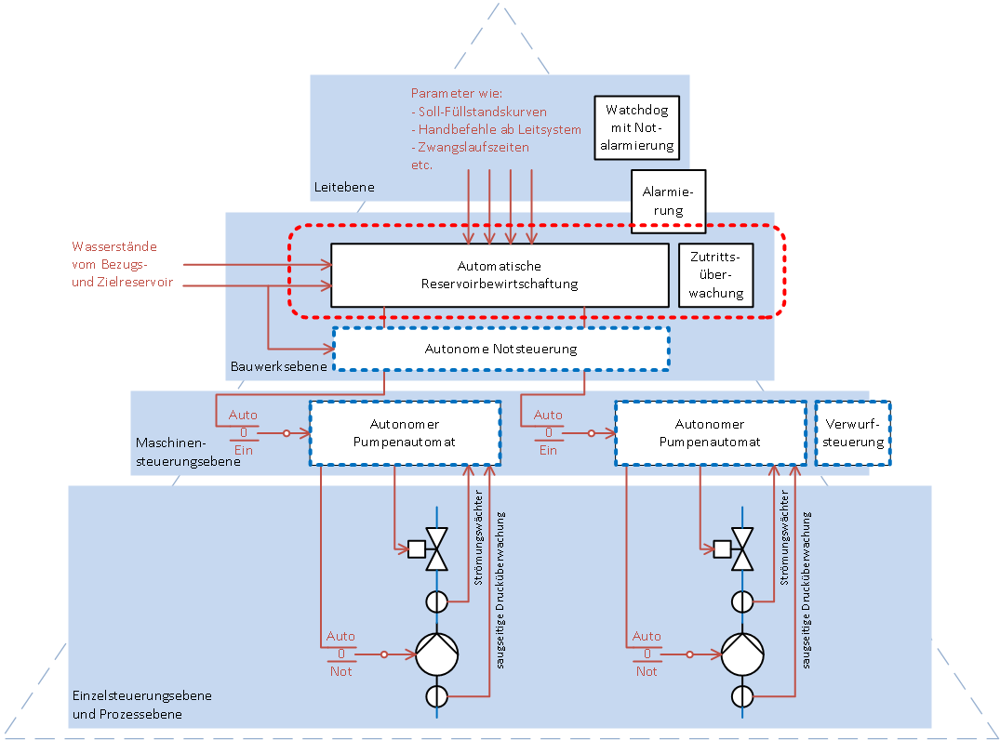 Parameter wie:
- Soll-Füllstandskurven
- Handbefehle ab Leitsystem
- Zwangslaufszeiten
etc.
Watchdog
mit Not-
alarmierung
Leitebene
Alarmie-
rung
Wasserstände
vom Bezugs-
und Zielreservoir
Automatische
Reservoirbewirtschaftung
Zutritts-
über-
wachung
Autonome Notsteuerung
Bauwerksebene
Auto
0
Ein
Autonomer
Pumpenautomat
Auto
0
Ein
Autonomer
Pumpenautomat
Verwurf-
steuerung
Maschinen-
steuerungsebene
Strömungswächter
saugseitige Drucküberwachung
Strömungswächter
saugseitige Drucküberwachung
Auto
0
Not
Auto
0
Not
Einzelsteuerungsebene
und Prozessebene